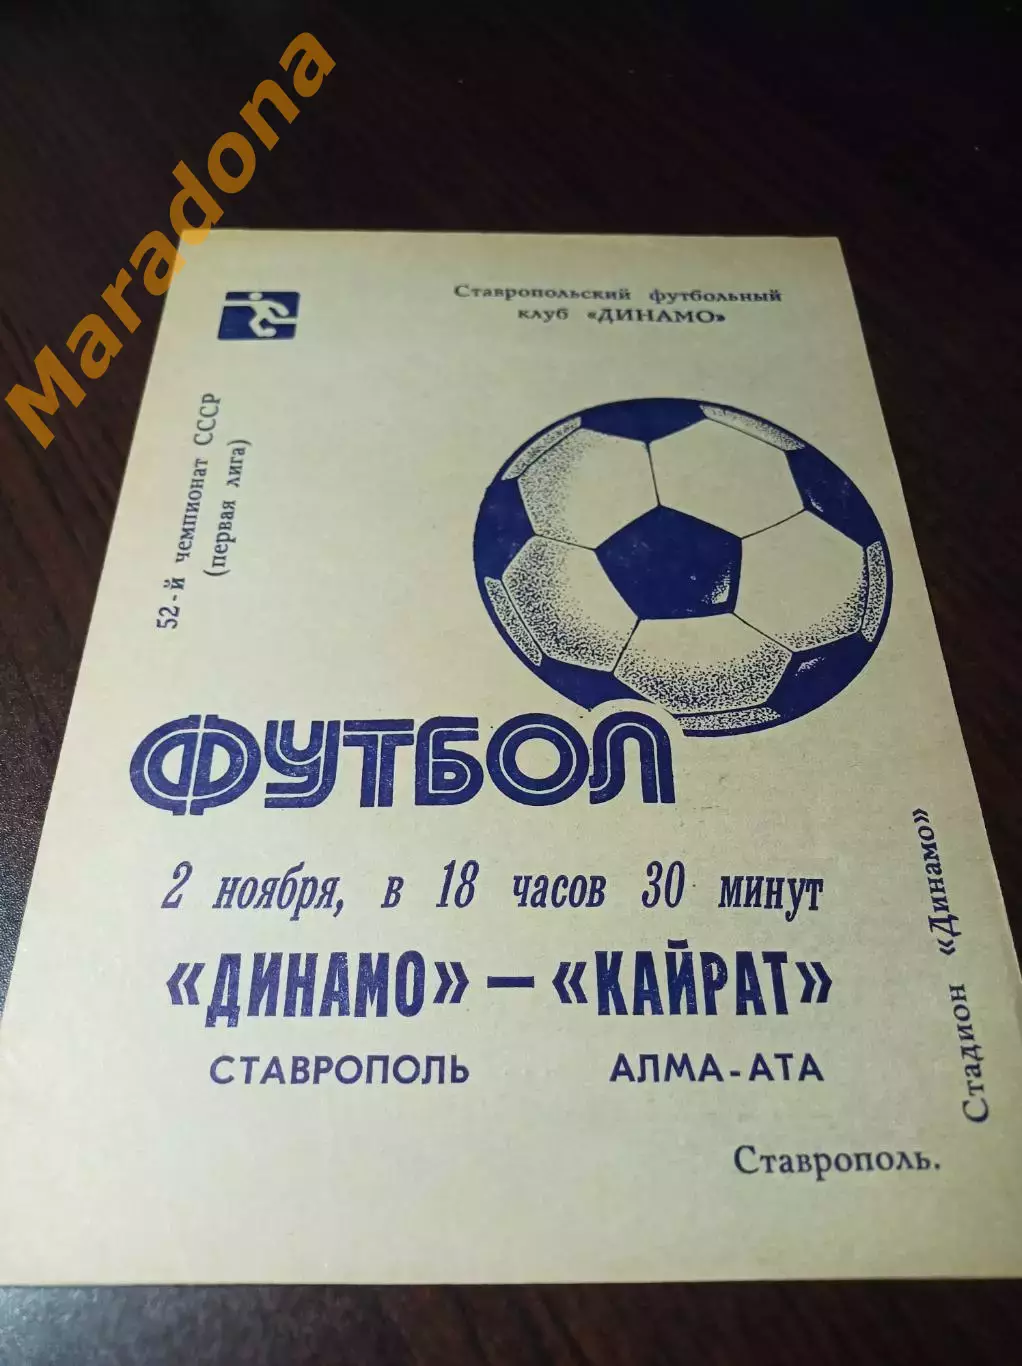 Maradona
Ставропольский футбольный
клуб «ДИНАМО»
52-й чемпионат СССР
(первая лига)
ФУТБОЛ
2 ноября, в 18 часов 30 минут
«ДИНАМО» – «КАЙРАТ»
СТАВРОПОЛЬ АЛМА-АТА
Стадион «Динамо»
Ставрополь.